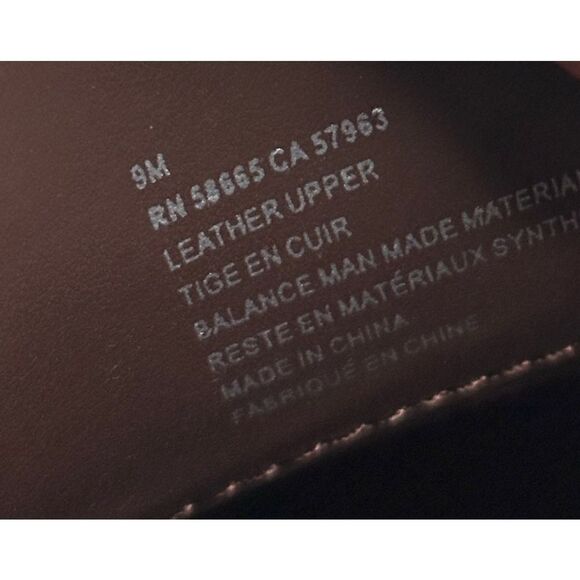 9M
RN 58665 CA 57963
LEATHER UPPER
TIGE EN CUIR
BALANCE MAN MADE MATERIA
RESTE EN MATÉRIAUX SYNTH
MADE IN CHINA
FABRIQUÉ EN CHINE